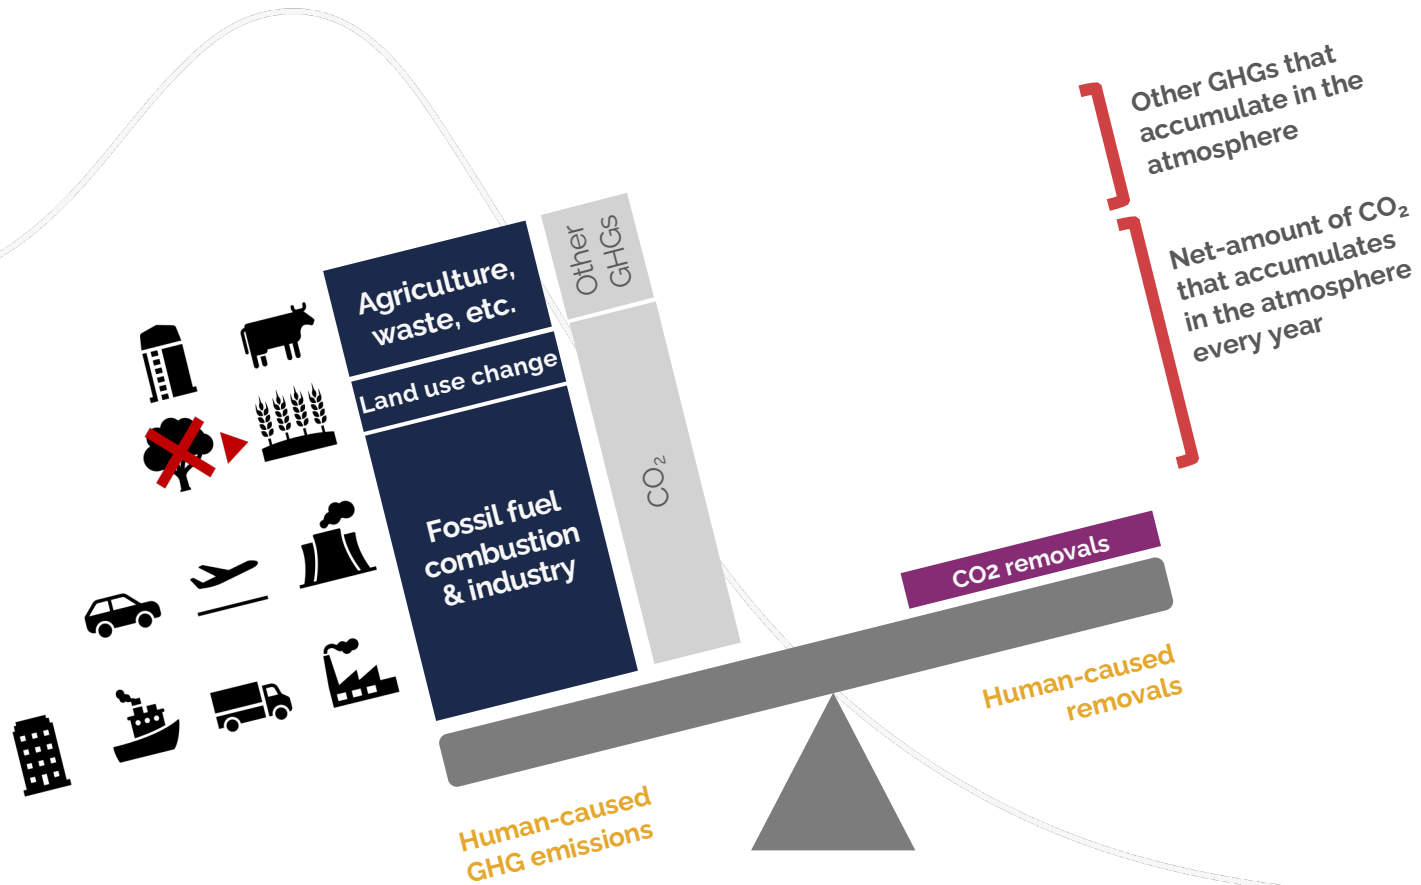 Other GHGs that
accumulate in the
atmosphere
Net-amount of CO₂
that accumulates
in the atmosphere
every year
Agriculture,
waste, etc.
Other
GHGs
Land use change
Fossil fuel
combustion
& industry
CO₂
CO2 removals
Human-caused
removals
Human-caused
GHG emissions